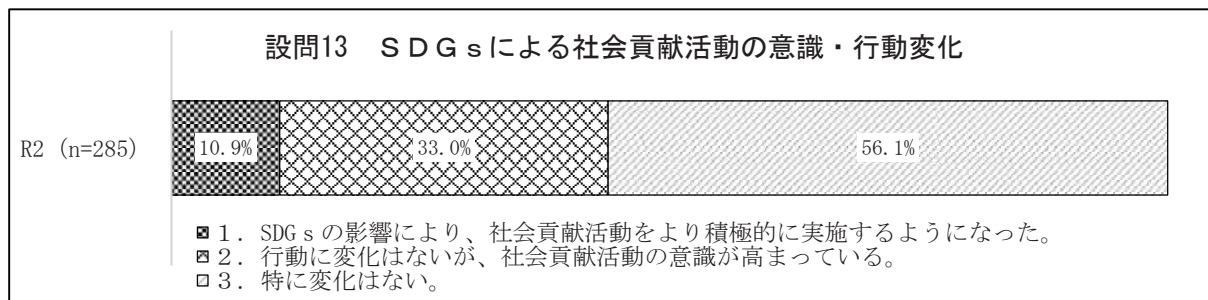 設問13　ＳＤＧｓによる社会貢献活動の意識・行動変化
R2 (n=285)
10.9%
33.0%
56.1%
１．SDGｓの影響により、社会貢献活動をより積極的に実施するようになった。
２．行動に変化はないが、社会貢献活動の意識が高まっている。
３．特に変化はない。